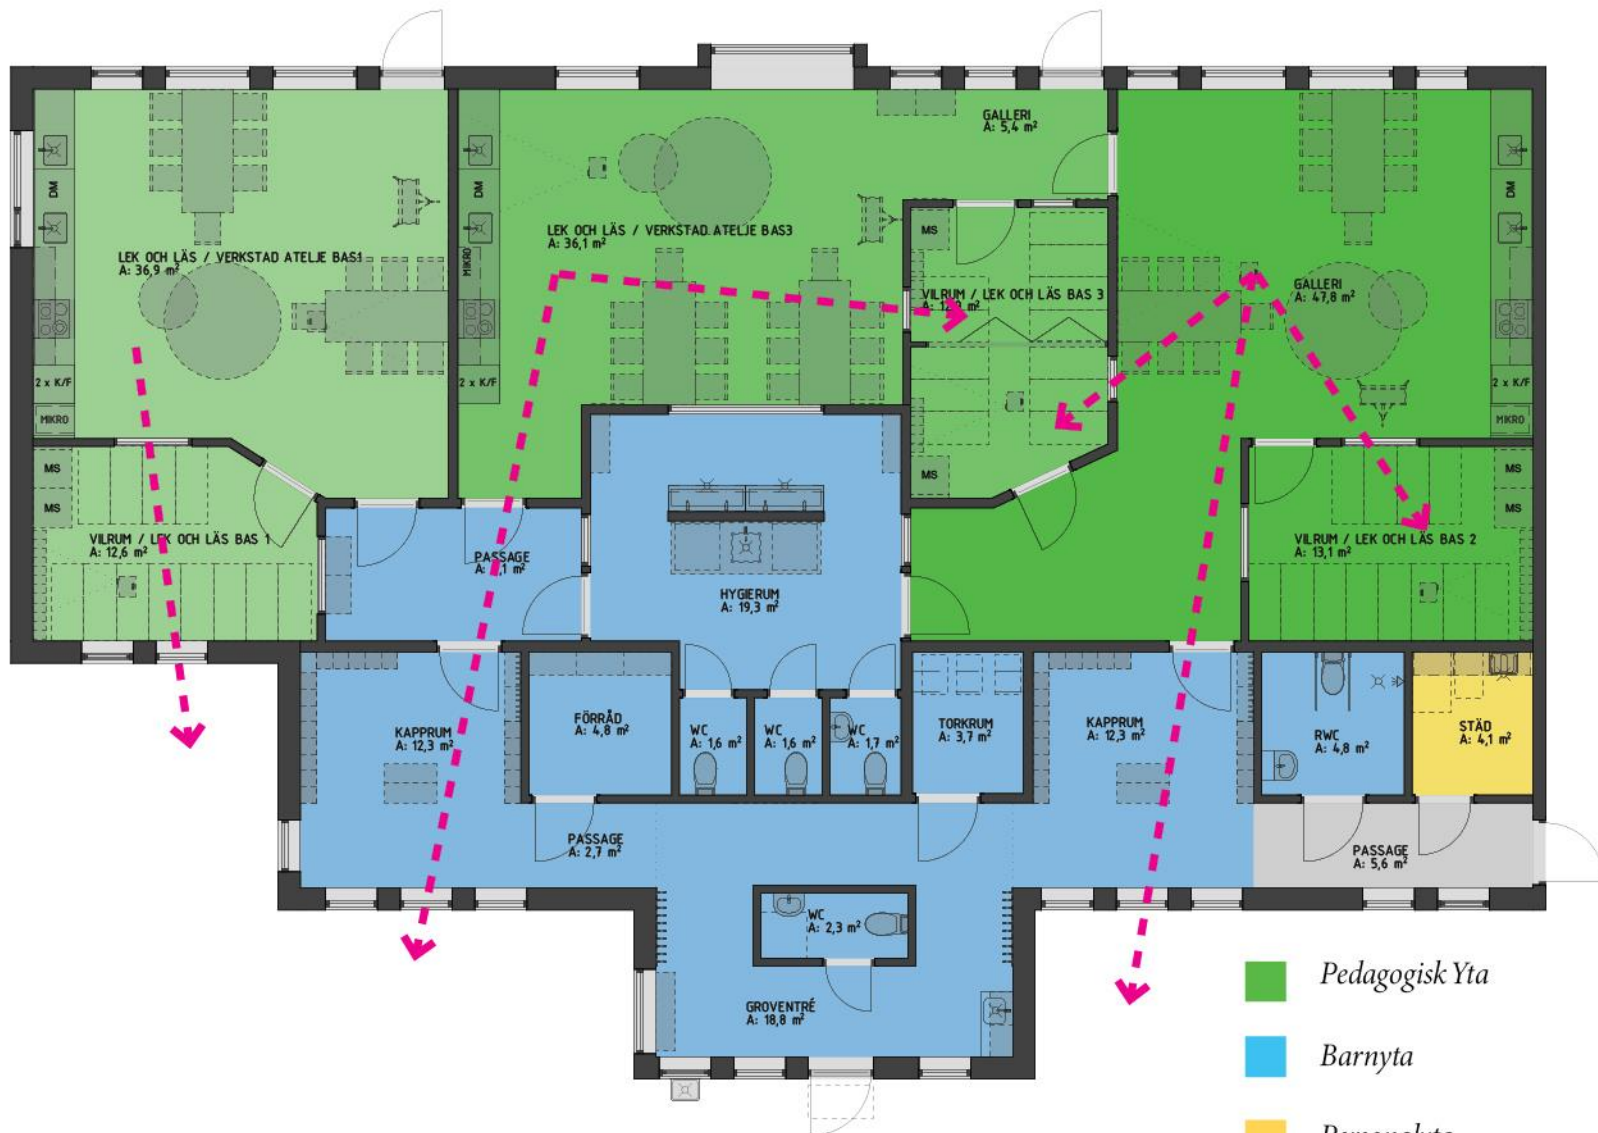 GALLERI
A: 5,4 m²
DM
DM
DM
MS
LEK OCH LÄS / VERKSTAD ATELJE BAS3
A: 36,1 m²
LEK OCH LÄS / VERKSTAD ATELJE BAS1
A: 36,9 m²
MIKRO
VILRUM / LEK OCH LÄS BAS 3
GALLERI
A: 47,8 m²
2 x K/F
2 x K/F
2 x K/F
MIKRO
MIKRO
MS
MS
MS
MS
MS
VILRUM / LEK OCH LÄS BAS 1
A: 12,6 m²
PASSAGE
VILRUM / LEK OCH LÄS BAS 2
A: 13,1 m²
HYGIERUM
A: 19,3 m²
KAPPRUM
A: 12,3 m²
FÖRRÅD
A: 4,8 m²
WC
A: 1,6 m²
WC
A: 1,6 m²
WC
A: 1,7 m²
TORKRUM
A: 3,7 m²
KAPPRUM
A: 12,3 m²
RWC
A: 4,8 m²
STÄD
A: 4,1 m²
PASSAGE
A: 2,7 m²
PASSAGE
A: 5,6 m²
WC
A: 2,3 m²
GROVENTRÉ
A: 18,8 m²
Pedagogisk Yta
Barnyta